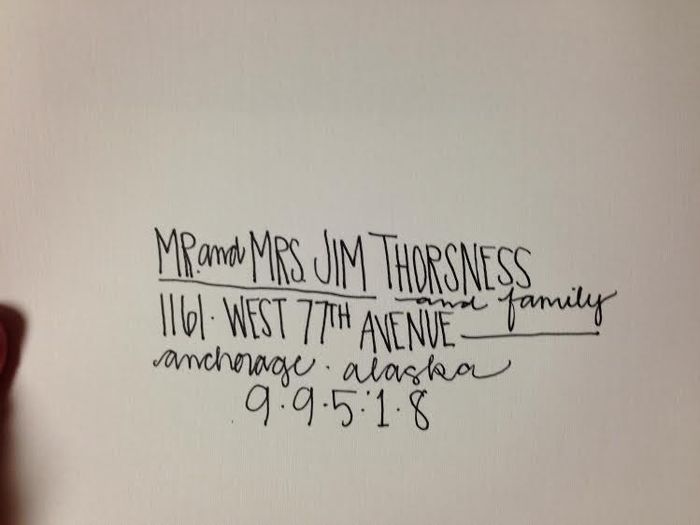 MR. and MRS. JIM THORSNESS
and family
1161 · WEST 77TH AVENUE
anchorage · alaska
9·9·5·1·8